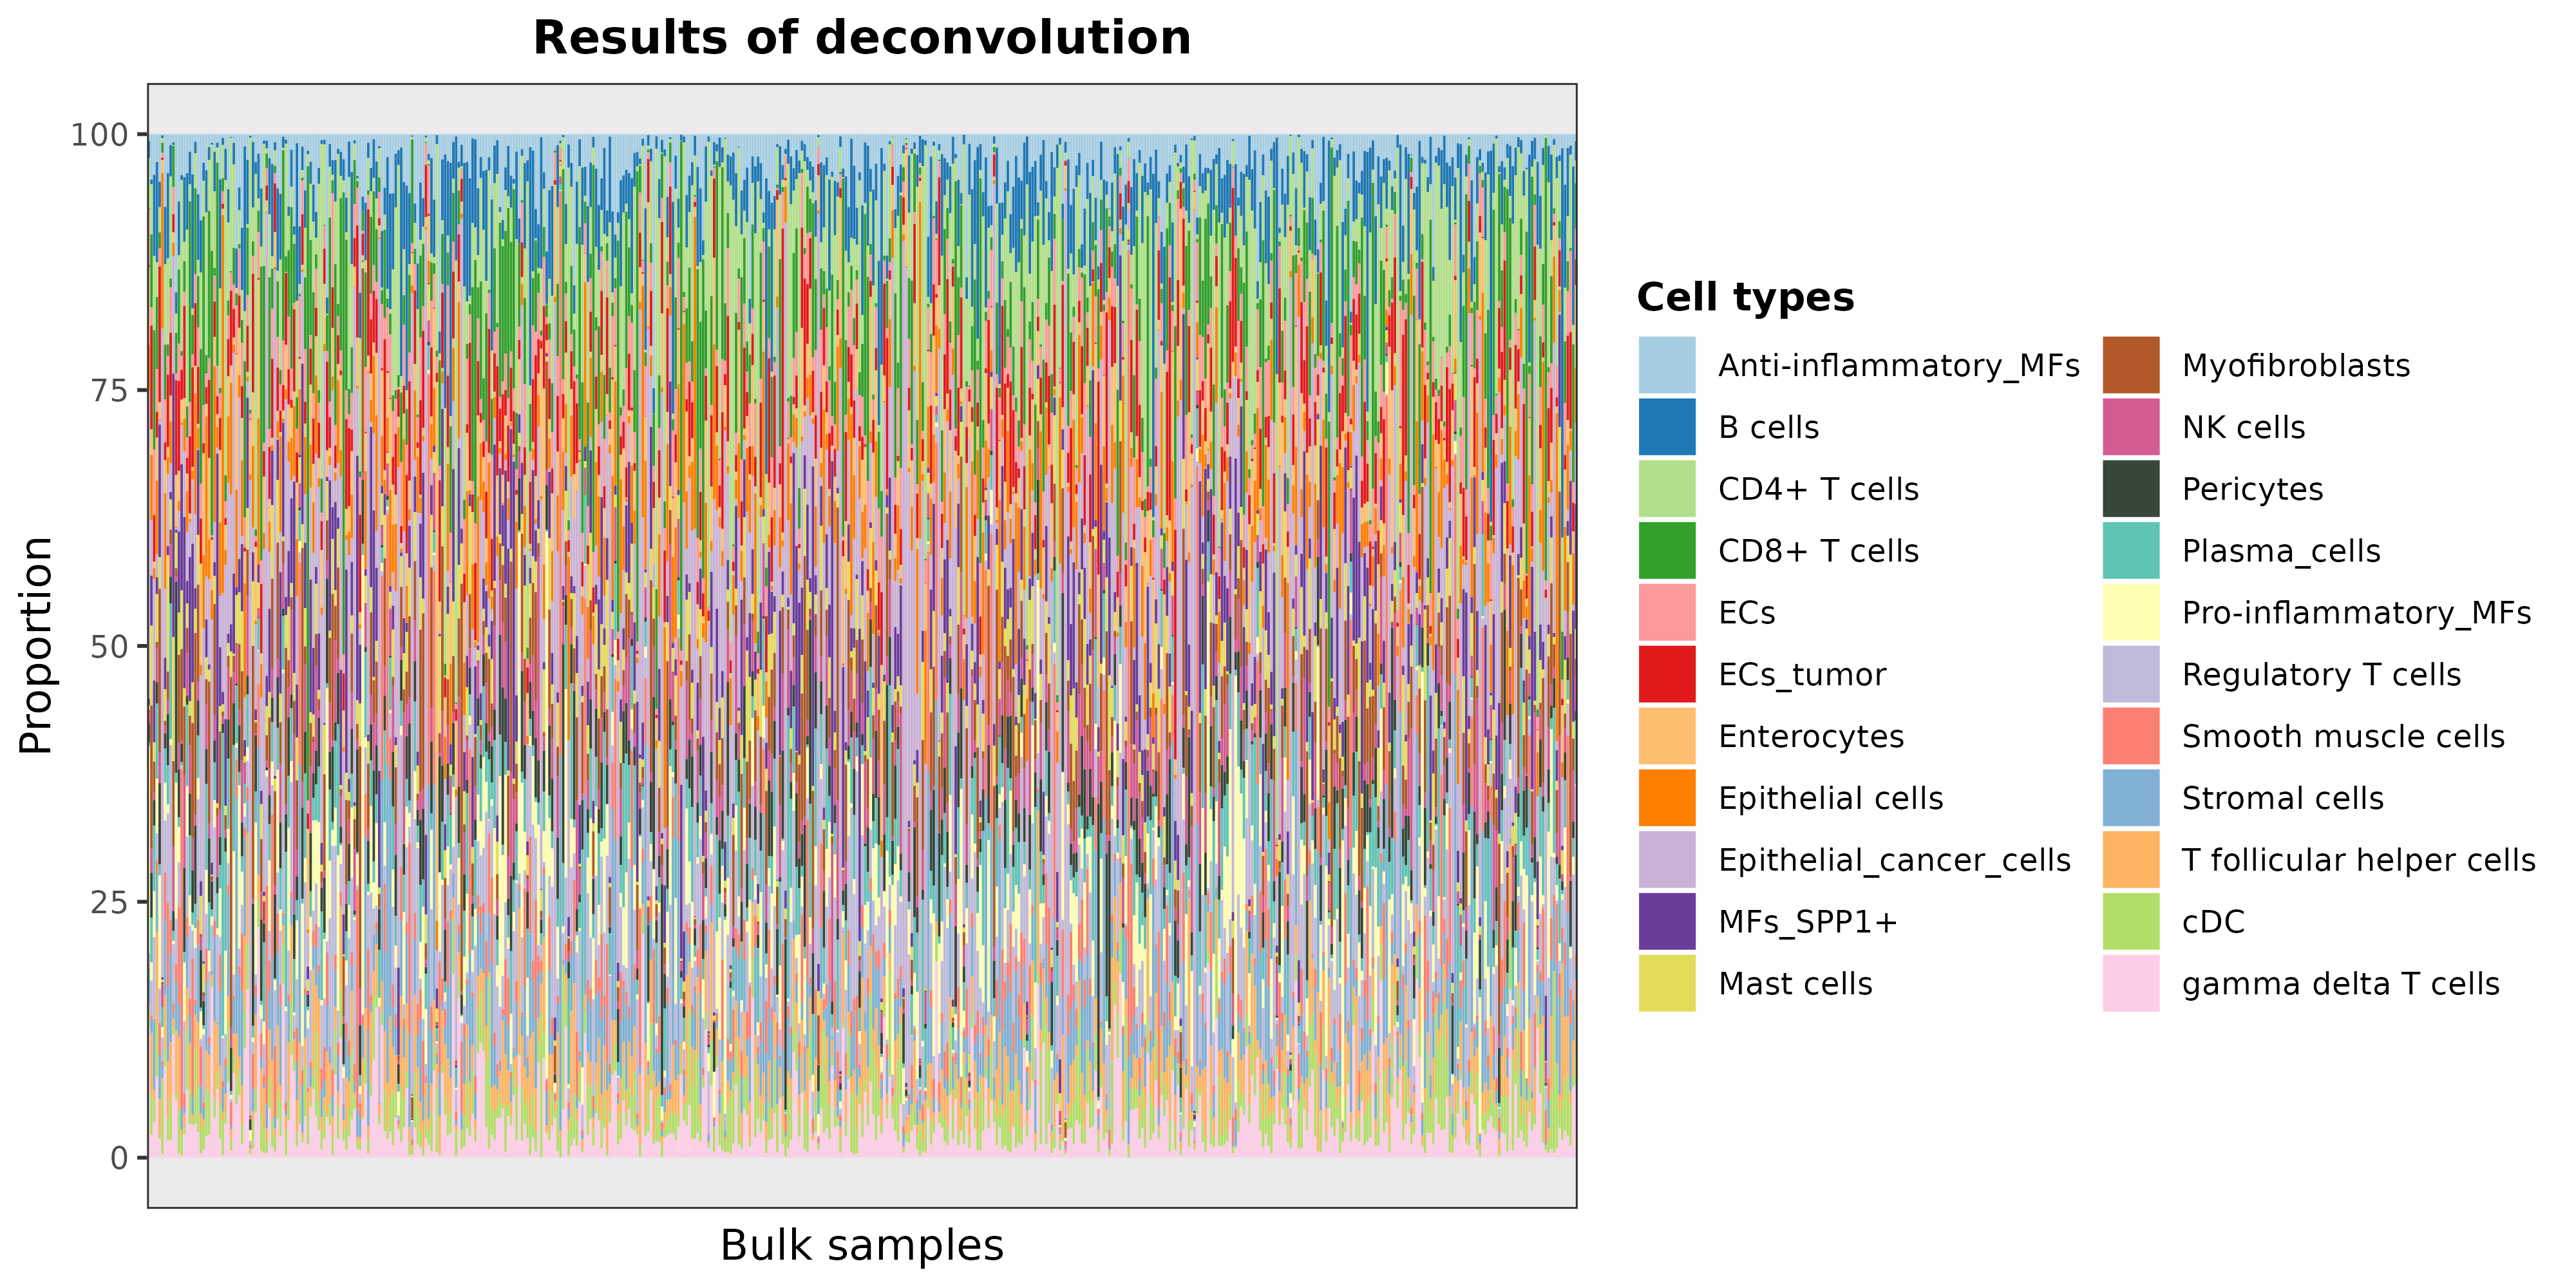 Results of deconvolution
100
75
50
25
0
Proportion
Bulk samples
Cell types
Anti-inflammatory_MFs
B cells
CD4+ T cells
CD8+ T cells
ECs
ECs_tumor
Enterocytes
Epithelial cells
Epithelial_cancer_cells
MFs_SPP1+
Mast cells
Myofibroblasts
NK cells
Pericytes
Plasma_cells
Pro-inflammatory_MFs
Regulatory T cells
Smooth muscle cells
Stromal cells
T follicular helper cells
cDC
gamma delta T cells